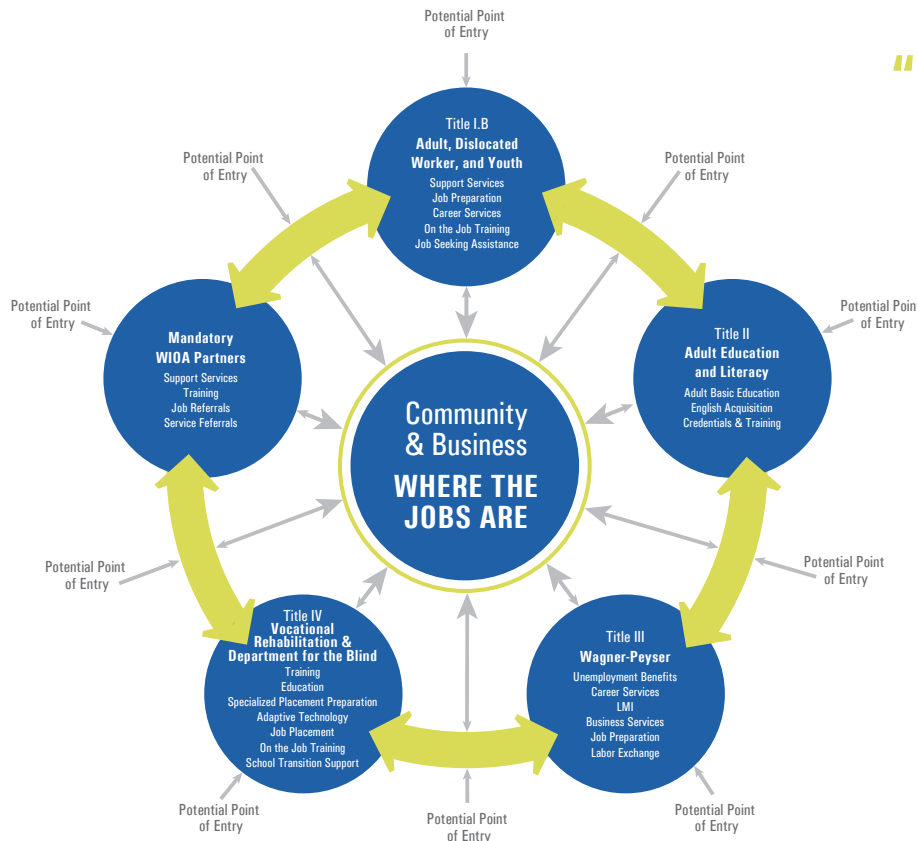 Potential Point
of Entry
“
Title I.B
Adult, Dislocated
Worker, and Youth
Support Services
Job Preparation
Career Services
On the Job Training
Job Seeking Assistance
Potential Point
of Entry
Potential Point
of Entry
Potential Point
of Entry
Mandatory
WIOA Partners
Support Services
Training
Job Referrals
Service Feferrals
Potential Point
of Entry
Title II
Adult Education
and Literacy
Adult Basic Education
English Acquisition
Credentials & Training
Community
& Business
WHERE THE
JOBS ARE
Potential Point
of Entry
Potential Point
of Entry
Title IV
Vocational
Rehabilitation &
Department for the Blind
Training
Education
Specialized Placement Preparation
Adaptive Technology
Job Placement
On the Job Training
School Transition Support
Title III
Wagner-Peyser
Unemployment Benefits
Career Services
LMI
Business Services
Job Preparation
Labor Exchange
Potential Point
of Entry
Potential Point
of Entry
Potential Point
of Entry